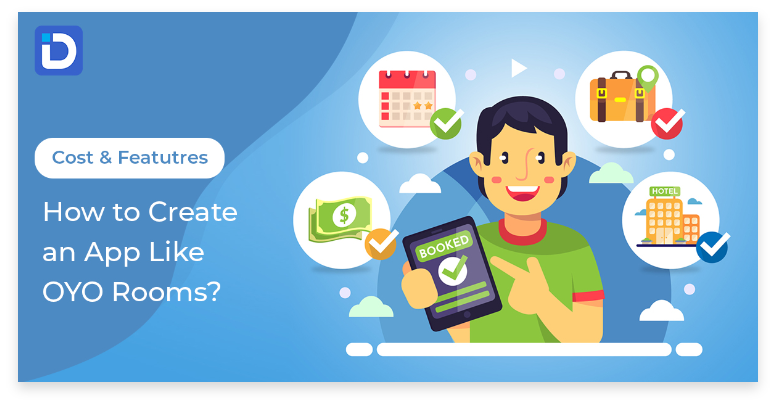 D
Cost & Featutres
How to Create
an App Like
OYO Rooms?
$
BOOKED
HOTEL